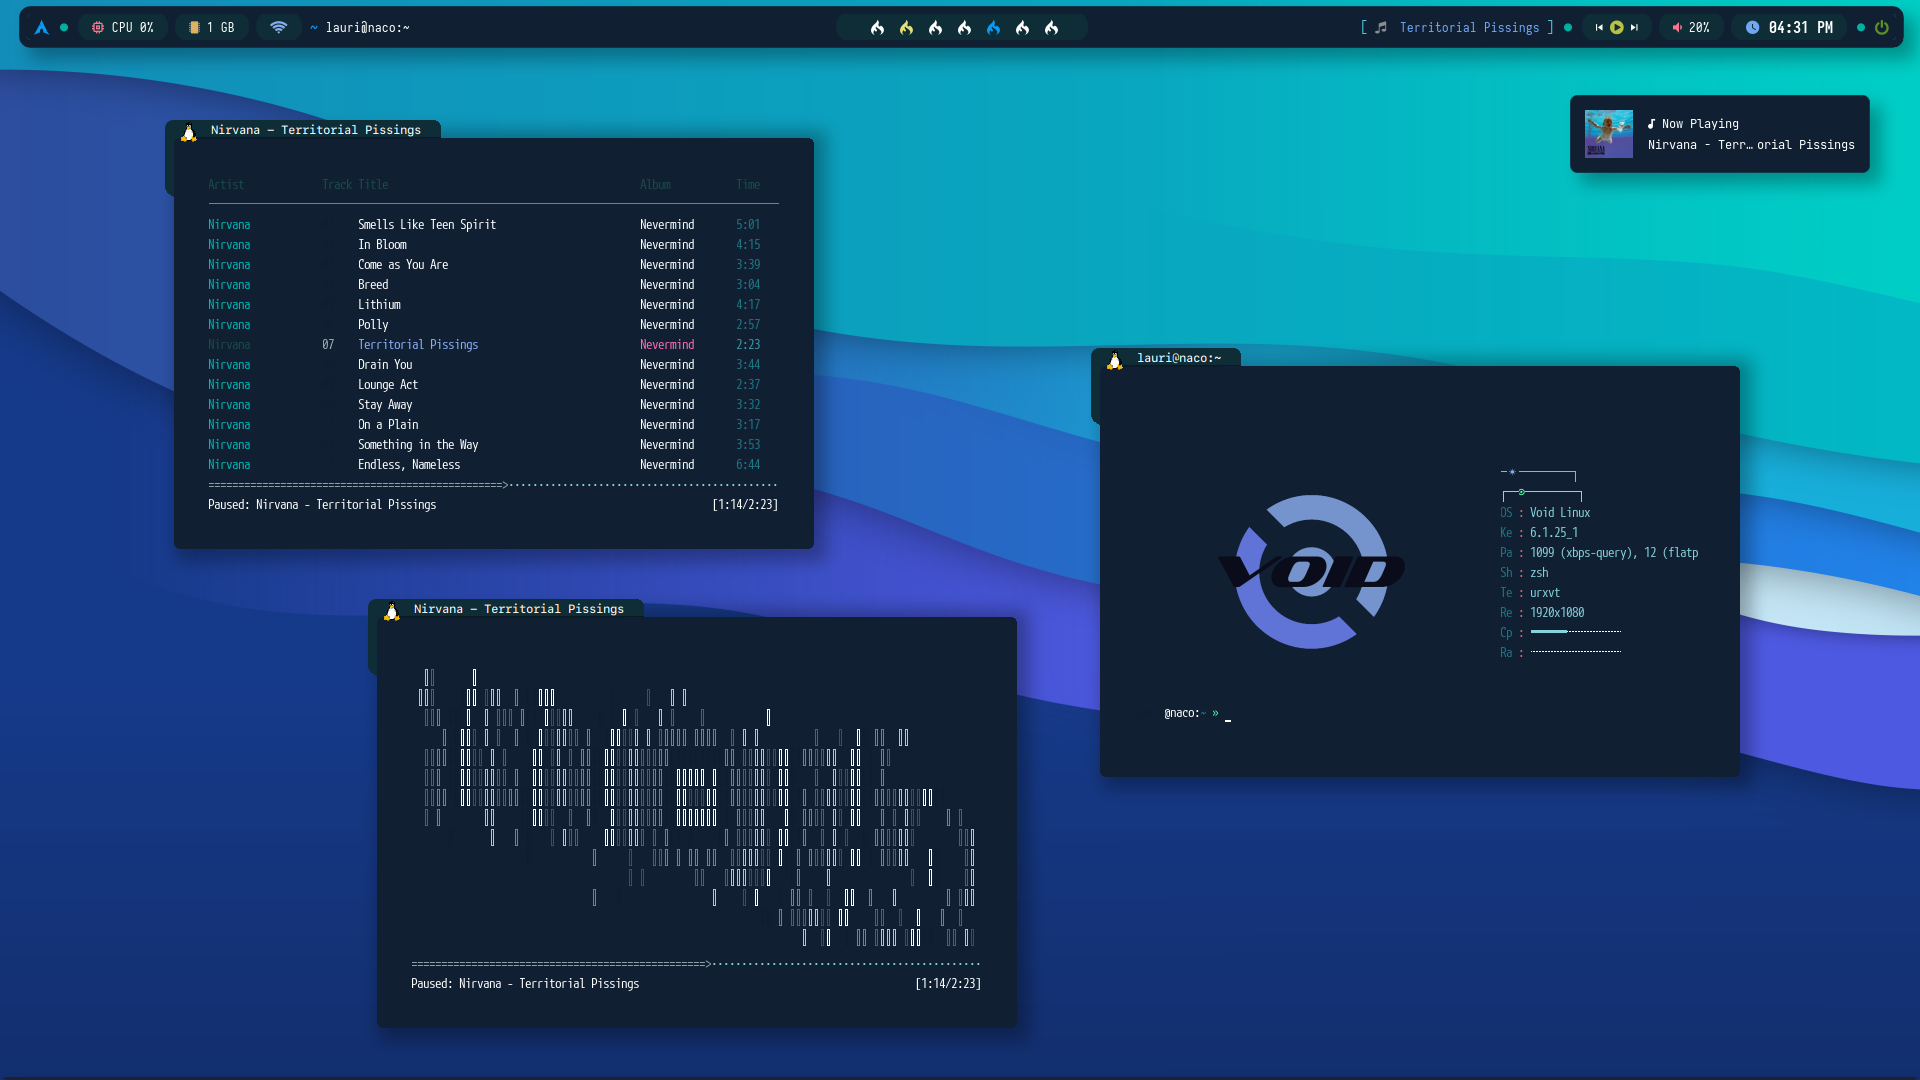 CPU 0%
1 GB
~ lauri@naco:~
[ Territorial Pissings ]
20%
04:31 PM
Now Playing
Nirvana - Terr… orial Pissings
Nirvana – Territorial Pissings
Artist Track Title Album Time
Nirvana Smells Like Teen Spirit Nevermind 5:01
Nirvana In Bloom Nevermind 4:15
Nirvana Come as You Are Nevermind 3:39
Nirvana Breed Nevermind 3:04
Nirvana Lithium Nevermind 4:17
Nirvana Polly Nevermind 2:57
Nirvana 07 Territorial Pissings Nevermind 2:23
Nirvana Drain You Nevermind 3:44
Nirvana Lounge Act Nevermind 2:37
Nirvana Stay Away Nevermind 3:32
Nirvana On a Plain Nevermind 3:17
Nirvana Something in the Way Nevermind 3:53
Nirvana Endless, Nameless Nevermind 6:44
Paused: Nirvana - Territorial Pissings [1:14/2:23]
lauri@naco:~
VOID
OS : Void Linux
Ke : 6.1.25_1
Pa : 1099 (xbps-query), 12 (flatp
Sh : zsh
Te : urxvt
Re : 1920x1080
Cp :
Ra :
@naco:~ » _
Nirvana – Territorial Pissings
Paused: Nirvana - Territorial Pissings [1:14/2:23]